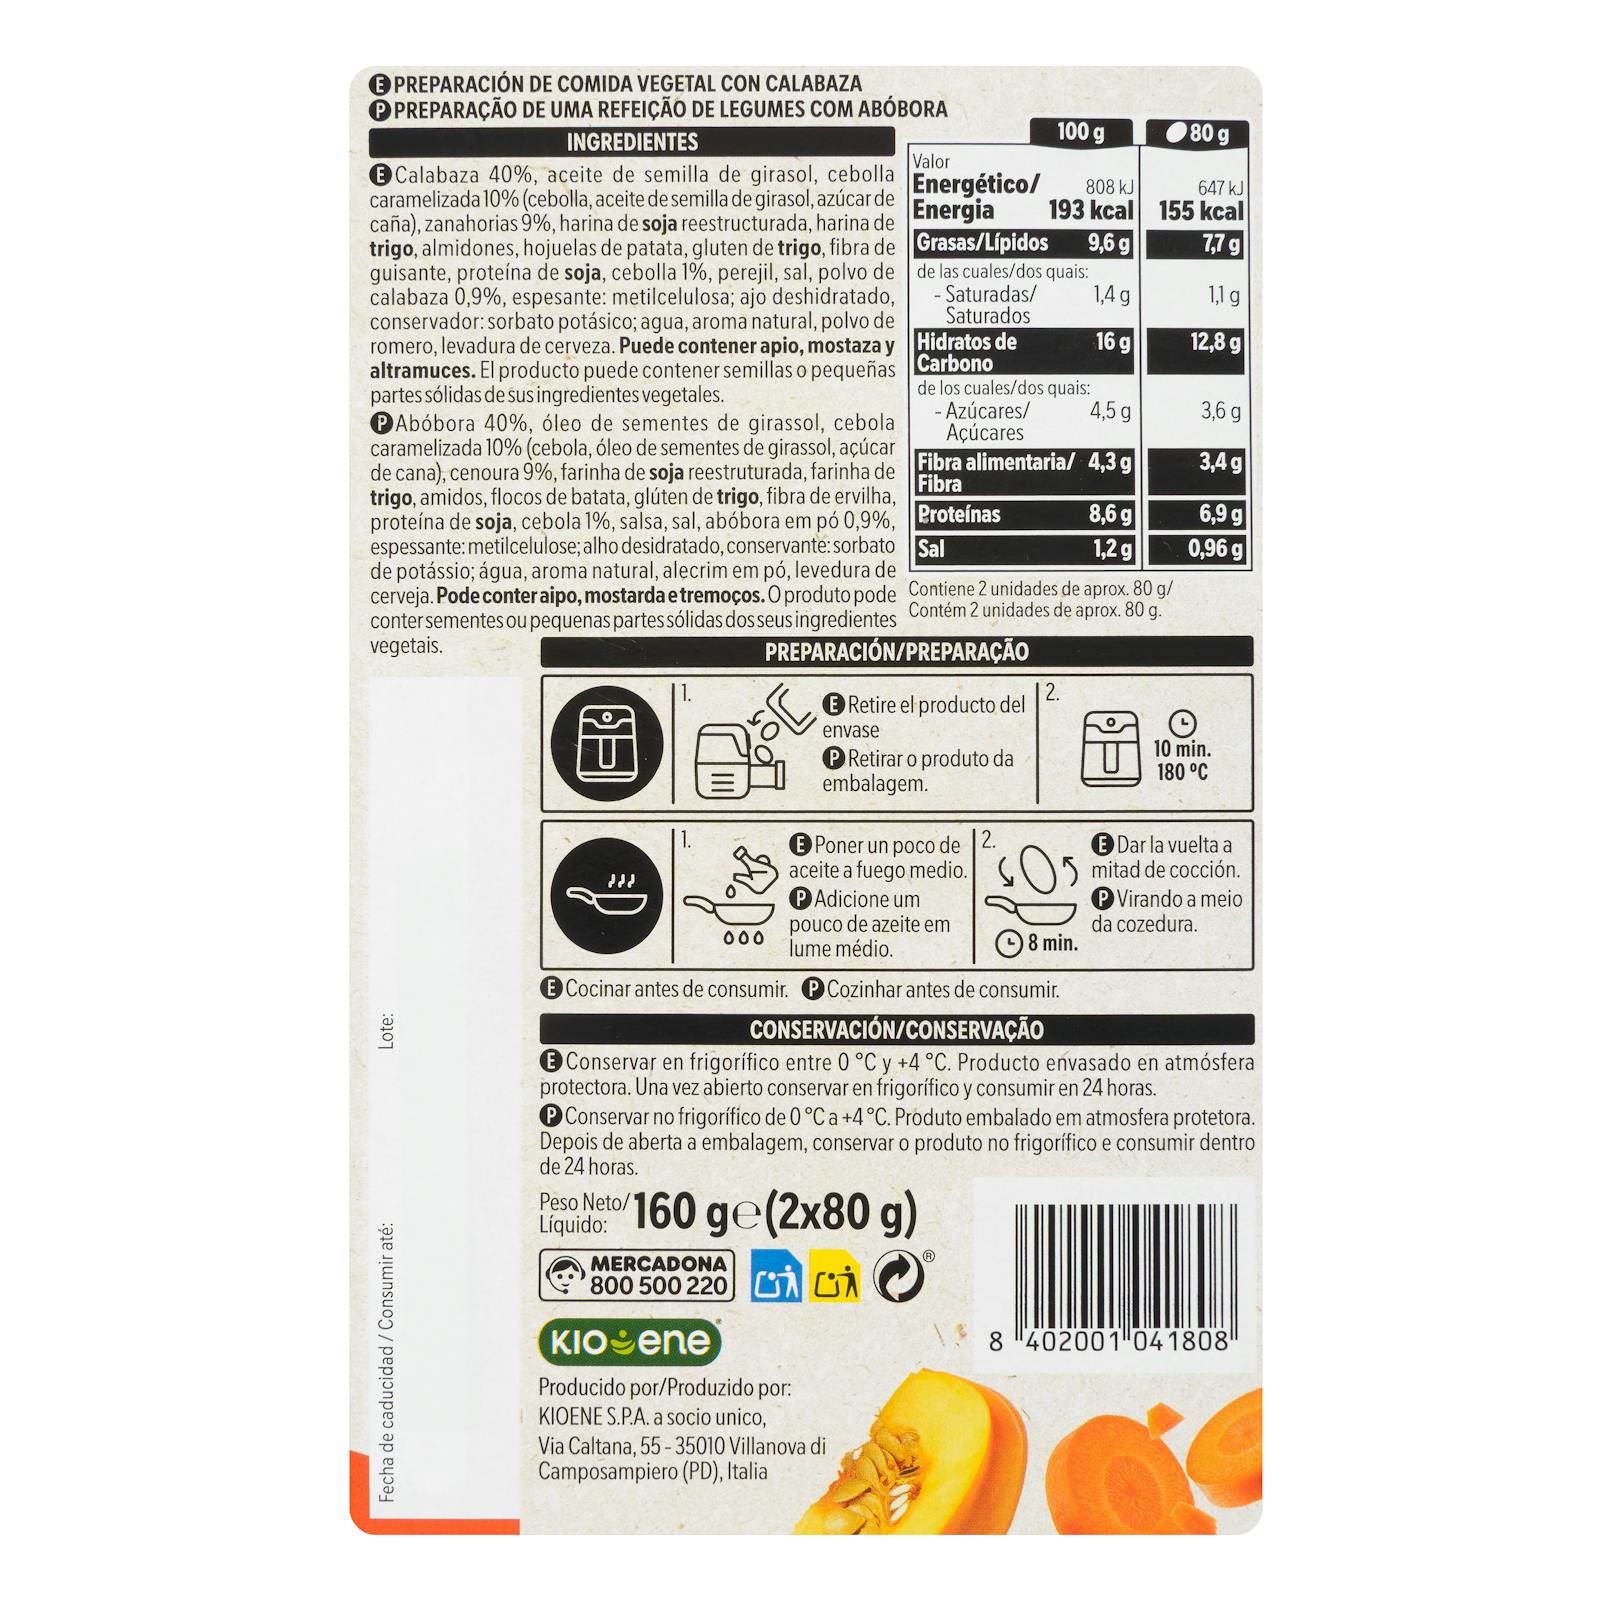 E PREPARACIÓN DE COMIDA VEGETAL CON CALABAZA
P PREPARAÇÃO DE UMA REFEIÇÃO DE LEGUMES COM ABÓBORA
INGREDIENTES
E Calabaza 40%, aceite de semilla de girasol, cebolla
caramelizada 10% (cebolla, aceite de semilla de girasol, azúcar de
caña), zanahorias 9%, harina de soja reestructurada, harina de
trigo, almidones, hojuelas de patata, gluten de trigo, fibra de
guisante, proteína de soja, cebolla 1%, perejil, sal, polvo de
calabaza 0,9%, espesante: metilcelulosa; ajo deshidratado,
conservador: sorbato potásico; agua, aroma natural, polvo de
romero, levadura de cerveza. Puede contener apio, mostaza y
altramuces. El producto puede contener semillas o pequeñas
partes sólidas de sus ingredientes vegetales.
P Abóbora 40%, óleo de sementes de girassol, cebola
caramelizada 10% (cebola, óleo de sementes de girassol, açúcar
de cana), cenoura 9%, farinha de soja reestruturada, farinha de
trigo, amidos, flocos de batata, glúten de trigo, fibra de ervilha,
proteína de soja, cebola 1%, salsa, sal, abóbora em pó 0,9%,
espessante: metilcelulose; alho desidratado, conservante: sorbato
de potássio; água, aroma natural, alecrim em pó, levedura de
cerveja. Pode conter aipo, mostarda e tremoços. O produto pode
conter sementes ou pequenas partes sólidas dos seus ingredientes
vegetais.
100 g 80 g
Valor
Energético/ 808 kJ 647 kJ
Energia 193 kcal 155 kcal
Grasas/Lípidos 9,6 g 7,7 g
de las cuales/dos quais:
- Saturadas/ 1,4 g 1,1 g
Saturados
Hidratos de 16 g 12,8 g
Carbono
de los cuales/dos quais:
- Azúcares/ 4,5 g 3,6 g
Açúcares
Fibra alimentaria/ 4,3 g 3,4 g
Fibra
Proteínas 8,6 g 6,9 g
Sal 1,2 g 0,96 g
Contiene 2 unidades de aprox. 80 g/
Contém 2 unidades de aprox. 80 g.
PREPARACIÓN/PREPARAÇÃO
1.
E Retire el producto del
envase
P Retirar o produto da
embalagem.
2.
10 min.
180 ºC
1.
E Poner un poco de
aceite a fuego medio.
P Adicione um
pouco de azeite em
lume médio.
2.
8 min.
E Dar la vuelta a
mitad de cocción.
P Virando a meio
da cozedura.
E Cocinar antes de consumir. P Cozinhar antes de consumir.
CONSERVACIÓN/CONSERVAÇÃO
E Conservar en frigorífico entre 0 °C y +4 °C. Producto envasado en atmósfera
protectora. Una vez abierto conservar en frigorífico y consumir en 24 horas.
P Conservar no frigorífico de 0 °C a +4 °C. Produto embalado em atmosfera protetora.
Depois de aberta a embalagem, conservar o produto no frigorífico e consumir dentro
de 24 horas.
Peso Neto/
Líquido: 160 g e (2x80 g)
MERCADONA
800 500 220
®
KIOENE®
Producido por/Produzido por:
KIOENE S.P.A. a socio unico,
Via Caltana, 55 - 35010 Villanova di
Camposampiero (PD), Italia
8 402001 041808
Lote:
Fecha de caducidad / Consumir até: